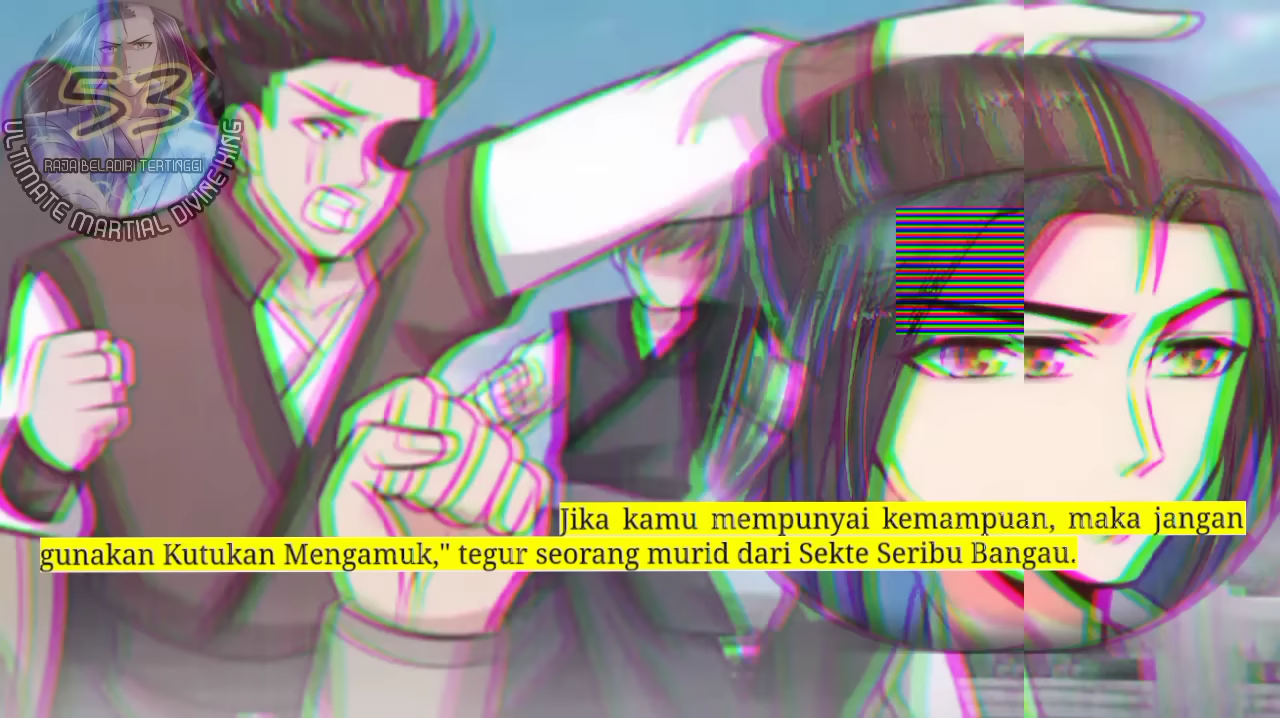 53
RAJA BELADIRI TERTINGGI
ULTIMATE MARTIAL DIVINE KING
Jika kamu mempunyai kemampuan, maka jangan
gunakan Kutukan Mengamuk," tegur seorang murid dari Sekte Seribu Bangau.